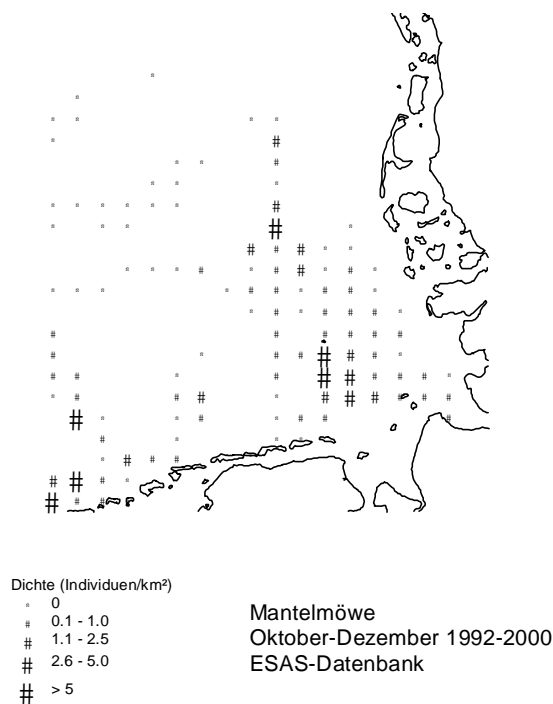 Dichte (Individuen/km²)
0
# 0.1 - 1.0
# 1.1 - 2.5
# 2.6 - 5.0
# > 5
Mantelmöwe
Oktober-Dezember 1992-2000
ESAS-Datenbank